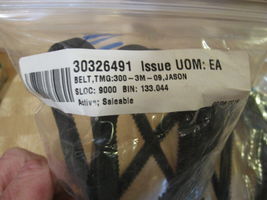 30326491 Issue UOM: EA
BELT,TMG:300-3M-09,JASON
SLOC: 9000 BIN: 133.044
Active; Saleable